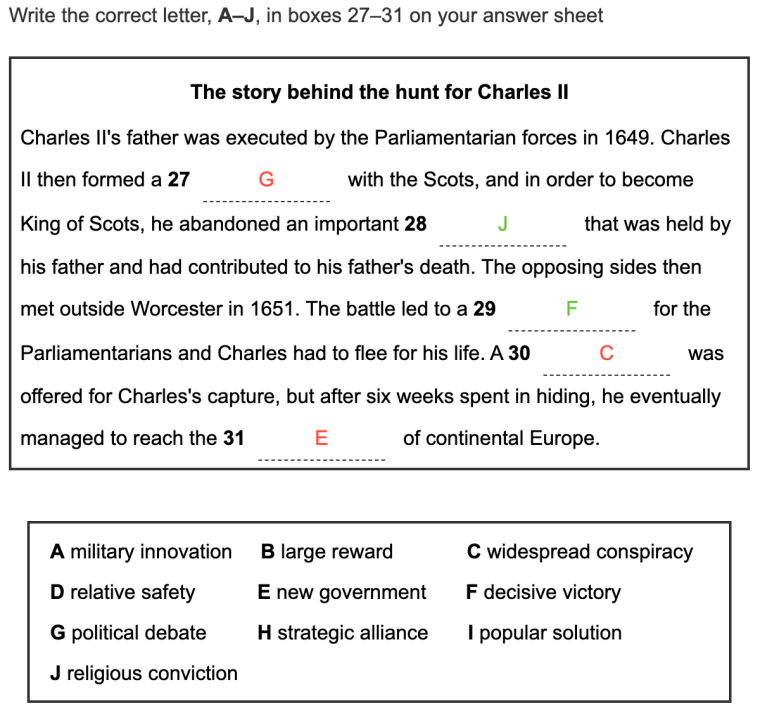 Write the correct letter, A–J, in boxes 27–31 on your answer sheet
The story behind the hunt for Charles II
Charles II's father was executed by the Parliamentarian forces in 1649. Charles
II then formed a 27 G with the Scots, and in order to become
King of Scots, he abandoned an important 28 J that was held by
his father and had contributed to his father's death. The opposing sides then
met outside Worcester in 1651. The battle led to a 29 F for the
Parliamentarians and Charles had to flee for his life. A 30 C was
offered for Charles's capture, but after six weeks spent in hiding, he eventually
managed to reach the 31 E of continental Europe.
A military innovation B large reward C widespread conspiracy
D relative safety E new government F decisive victory
G political debate H strategic alliance I popular solution
J religious conviction